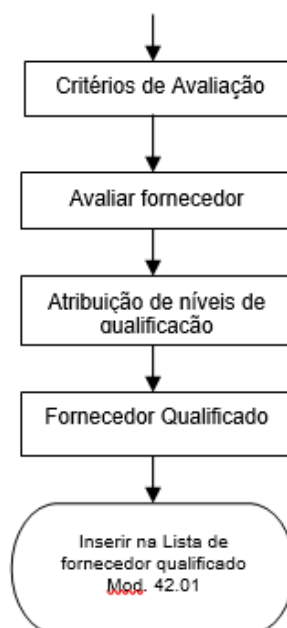 Critérios de Avaliação
Avaliar fornecedor
Atribuição de níveis de
qualificação
Fornecedor Qualificado
Inserir na Lista de
fornecedor qualificado
Mod. 42.01